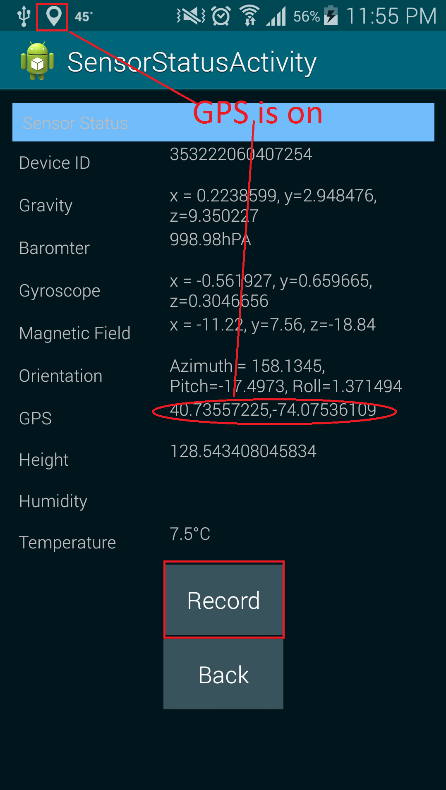 45° 56% 11:55 PM
SensorStatusActivity
GPS is on
Sensor Status
Device ID 353222060407254
Gravity x = 0.2238599, y=2.948476,
z=9.350227
Baromter 998.98hPA
Gyroscope x = -0.561927, y=0.659665,
z=0.3046656
Magnetic Field x = -11.22, y=7.56, z=-18.84
Orientation Azimuth = 158.1345,
Pitch=-17.4973, Roll=1.371494
GPS 40.73557225,-74.07536109
Height 128.543408045834
Humidity
Temperature 7.5°C
Record
Back